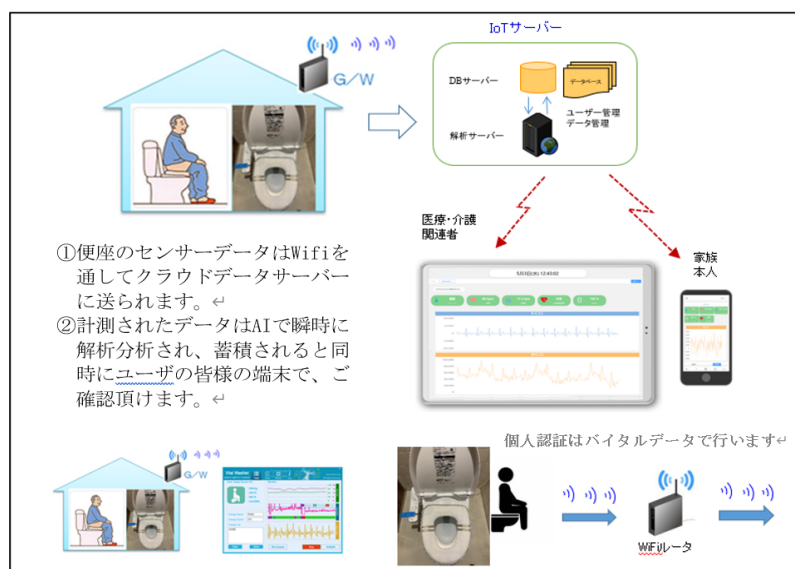 IoTサーバー
G/W
DBサーバー
データベース
ユーザー管理
データ管理
解析サーバー
医療・介護
関連者
家族
本人
①便座のセンサーデータはWifiを
通してクラウドデータサーバー
に送られます。↵
②計測されたデータはAIで瞬時に
解析分析され、蓄積されると同
時にユーザの皆様の端末で、ご
確認頂けます。↵
個人認証はバイタルデータで行います↵
G/W
WiFiルータ